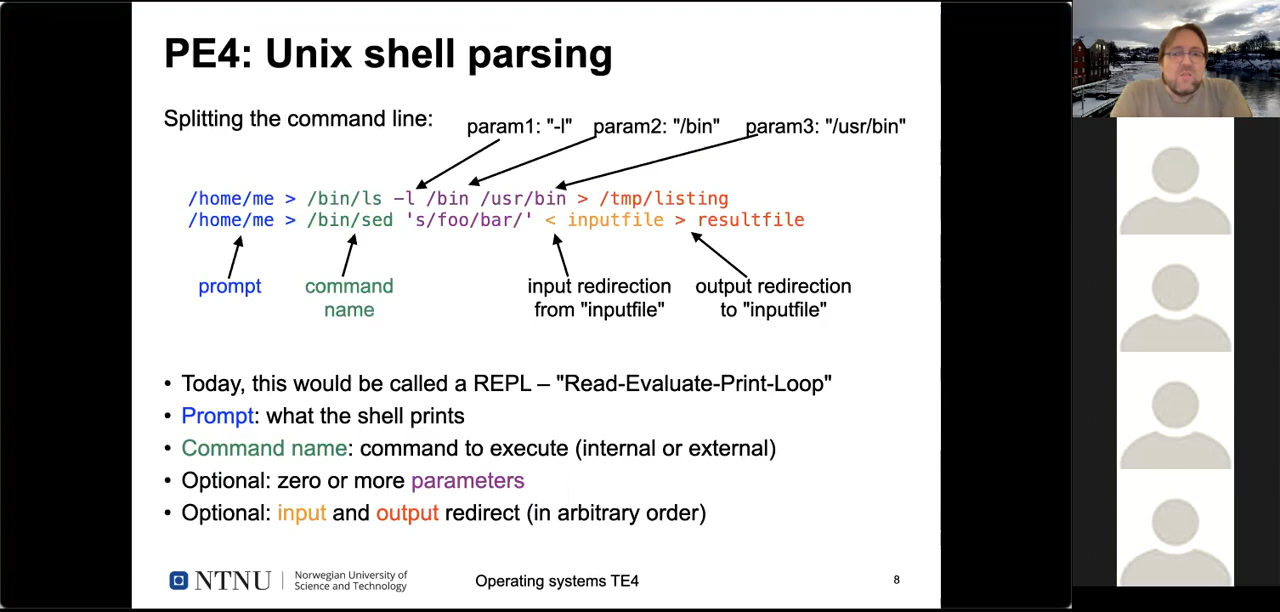 PE4: Unix shell parsing
Splitting the command line:
param1: "-l" param2: "/bin" param3: "/usr/bin"
/home/me > /bin/ls -l /bin /usr/bin > /tmp/listing
/home/me > /bin/sed 's/foo/bar/' < inputfile > resultfile
prompt
command
name
input redirection
from "inputfile"
output redirection
to "inputfile"
• Today, this would be called a REPL – "Read-Evaluate-Print-Loop"
• Prompt: what the shell prints
• Command name: command to execute (internal or external)
• Optional: zero or more parameters
• Optional: input and output redirect (in arbitrary order)
NTNU
Norwegian University of
Science and Technology
Operating systems TE4
8